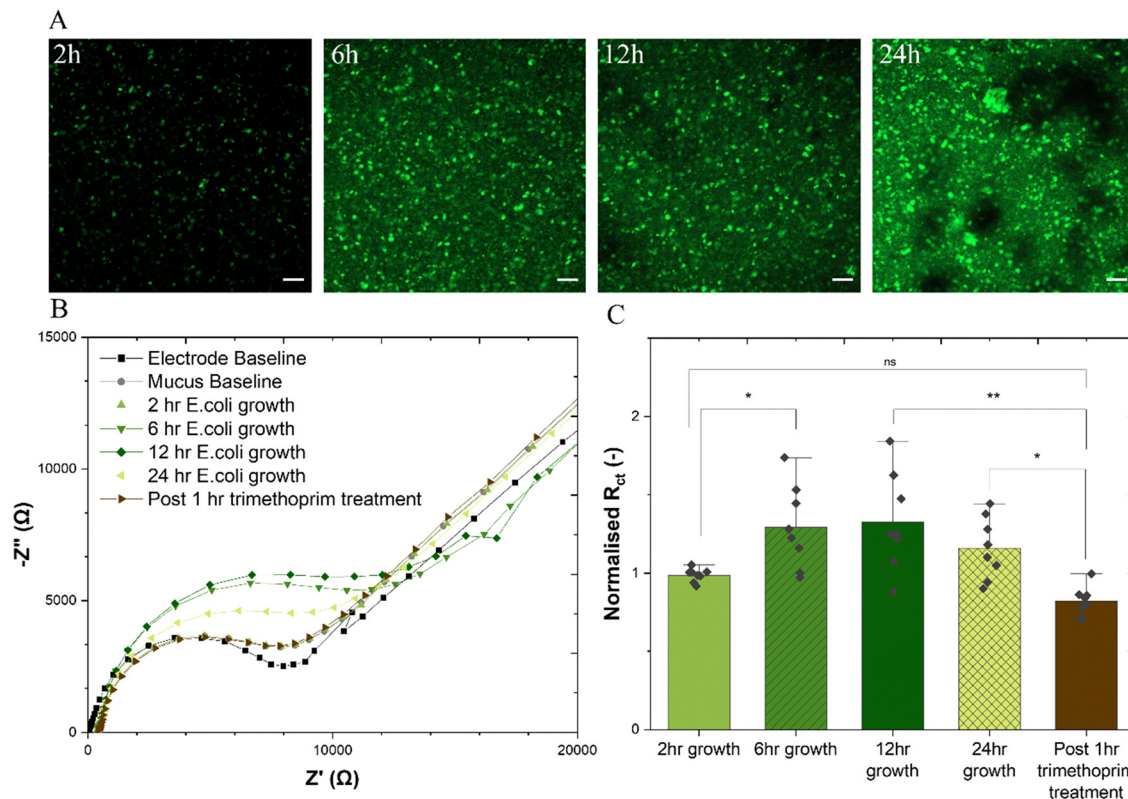 A
2h
6h
12h
24h
B
15000
10000
5000
0
-Z" (Ω)
Electrode Baseline
Mucus Baseline
2 hr E.coli growth
6 hr E.coli growth
12 hr E.coli growth
24 hr E.coli growth
Post 1 hr trimethoprim treatment
0
10000
20000
Z' (Ω)
C
2
1
0
Normalised Rct (-)
ns
*
**
*
2hr growth
6hr growth
12hr
growth
24hr
growth
Post 1hr
trimethoprim
treatment